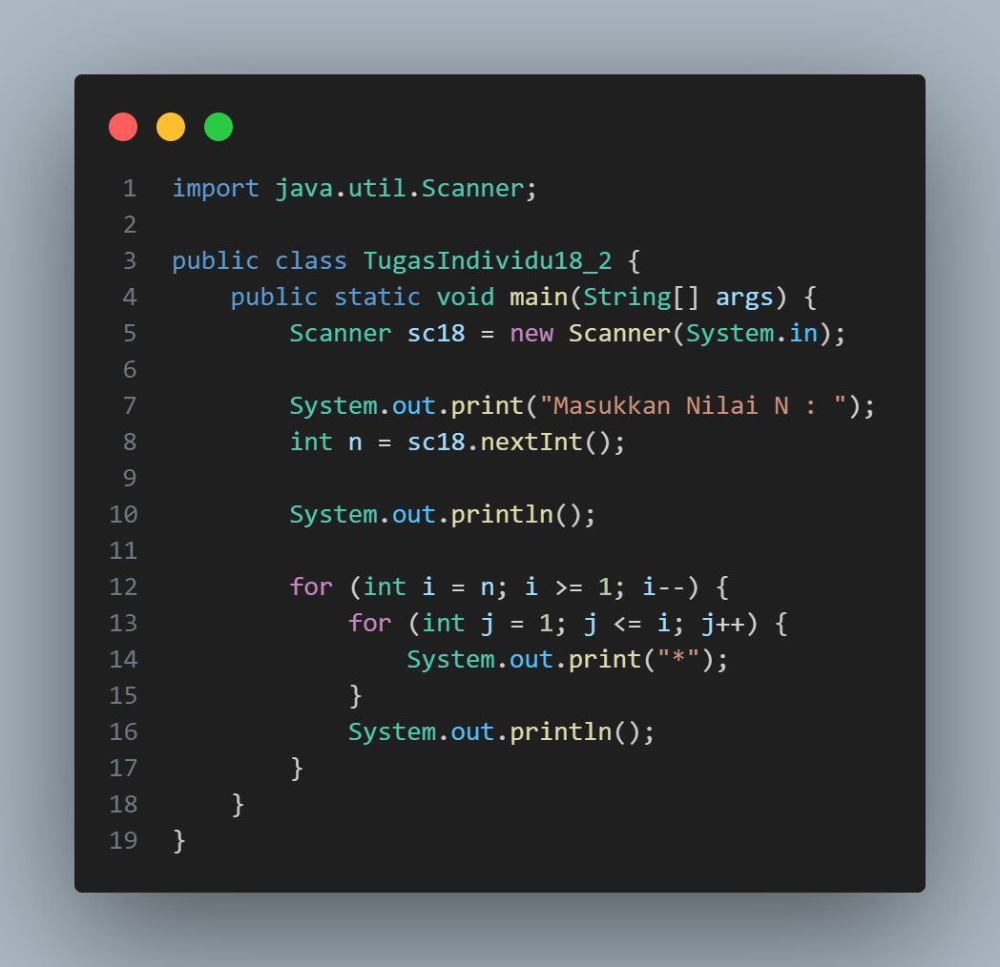 1 import java.util.Scanner;
2
3 public class TugasIndividu18_2 {
4     public static void main(String[] args) {
5         Scanner sc18 = new Scanner(System.in);
6
7         System.out.print("Masukkan Nilai N : ");
8         int n = sc18.nextInt();
9
10         System.out.println();
11
12         for (int i = n; i >= 1; i--) {
13             for (int j = 1; j <= i; j++) {
14                 System.out.print("*");
15             }
16             System.out.println();
17         }
18     }
19 }